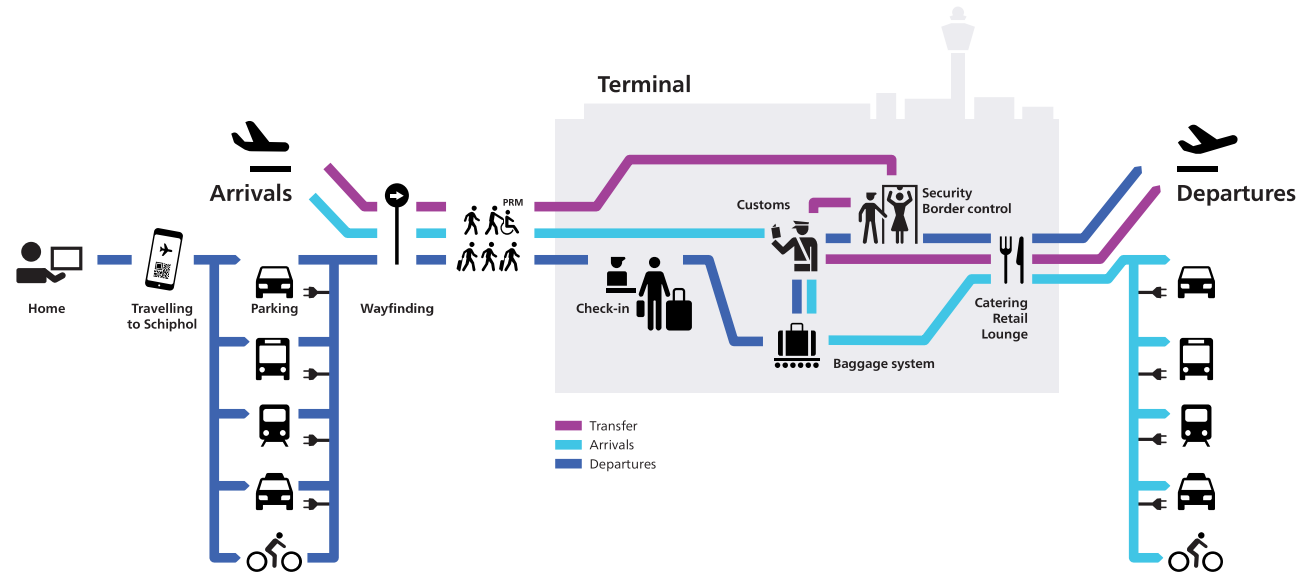 Terminal
Arrivals
Departures
PRM
Customs
Security
Border control
Home
Travelling
to Schiphol
Parking
Wayfinding
Check-in
Catering
Retail
Lounge
Baggage system
Transfer
Arrivals
Departures